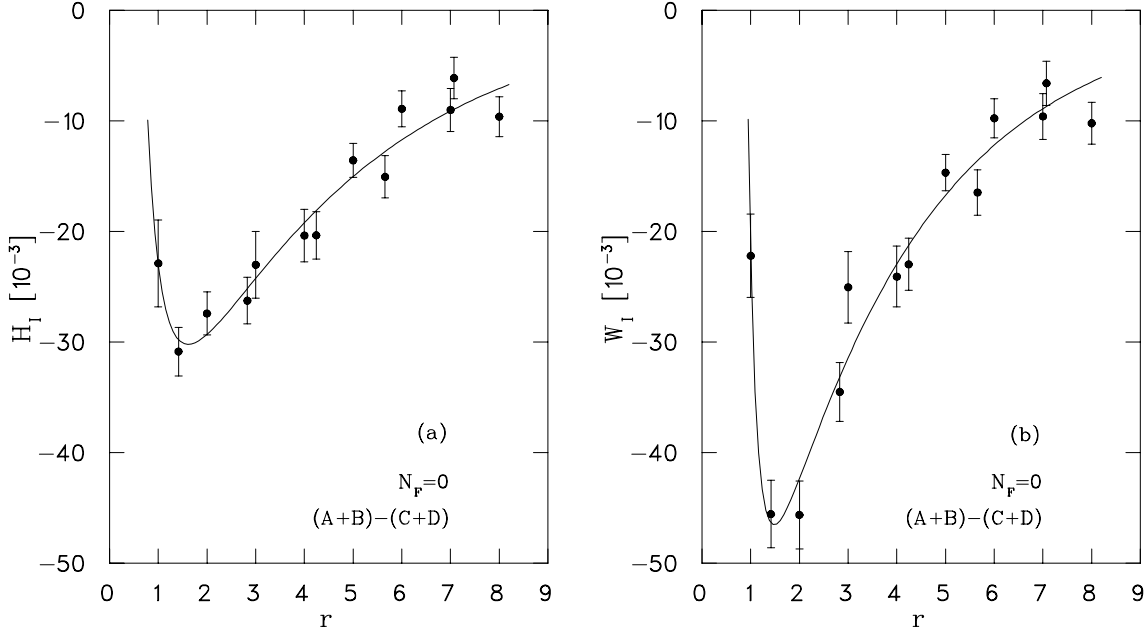 0
−10
−20
−30
−40
−50
H_I [10^−3]
(a)
N_F=0
(A+B)−(C+D)
0 1 2 3 4 5 6 7 8 9
r
0
−10
−20
−30
−40
−50
W_I [10^−3]
(b)
N_F=0
(A+B)−(C+D)
0 1 2 3 4 5 6 7 8 9
r